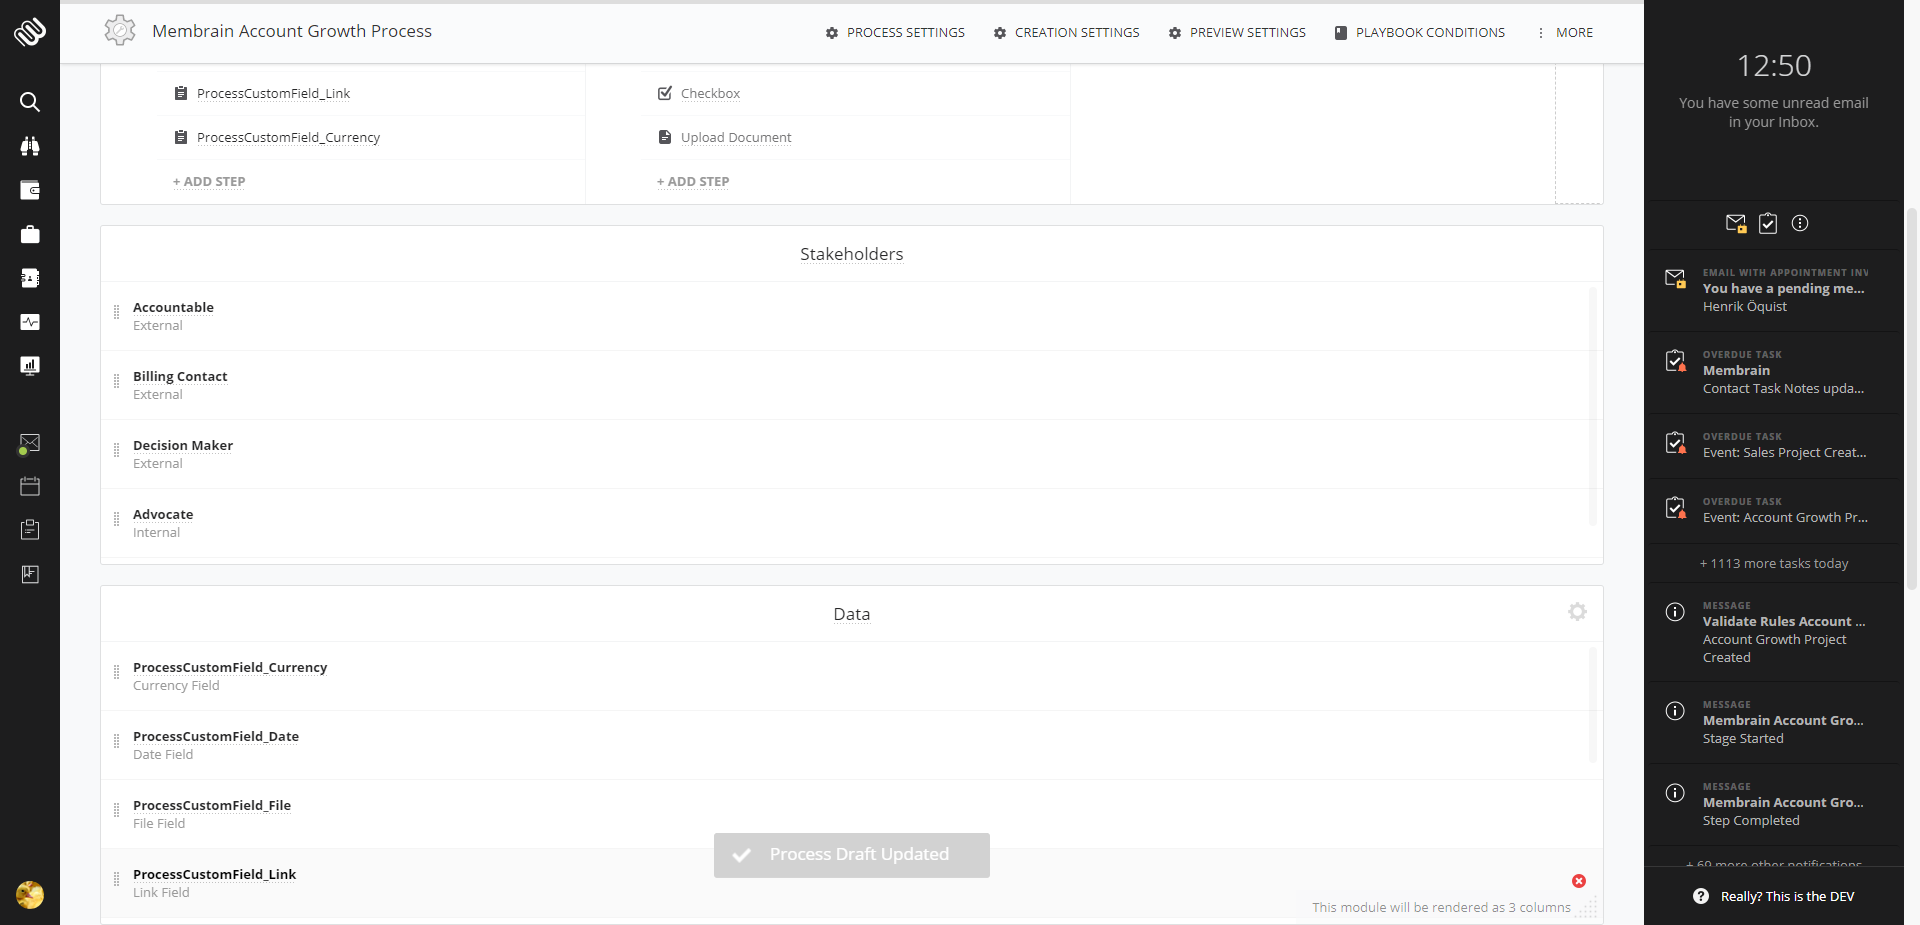 Membrain Account Growth Process
PROCESS SETTINGS
CREATION SETTINGS
PREVIEW SETTINGS
PLAYBOOK CONDITIONS
MORE
ProcessCustomField_Link
ProcessCustomField_Currency
+ ADD STEP
Checkbox
Upload Document
+ ADD STEP
Stakeholders
Accountable
External
Billing Contact
External
Decision Maker
External
Advocate
Internal
Data
ProcessCustomField_Currency
Currency Field
ProcessCustomField_Date
Date Field
ProcessCustomField_File
File Field
ProcessCustomField_Link
Link Field
Process Draft Updated
This module will be rendered as 3 columns
12:50
You have some unread email
in your Inbox.
EMAIL WITH APPOINTMENT INV
You have a pending me...
Henrik Öquist
OVERDUE TASK
Membrain
Contact Task Notes upda...
OVERDUE TASK
Event: Sales Project Creat...
OVERDUE TASK
Event: Account Growth Pr...
+ 1113 more tasks today
MESSAGE
Validate Rules Account ...
Account Growth Project
Created
MESSAGE
Membrain Account Gro...
Stage Started
MESSAGE
Membrain Account Gro...
Step Completed
+ 69 more other notifications
Really? This is the DEV